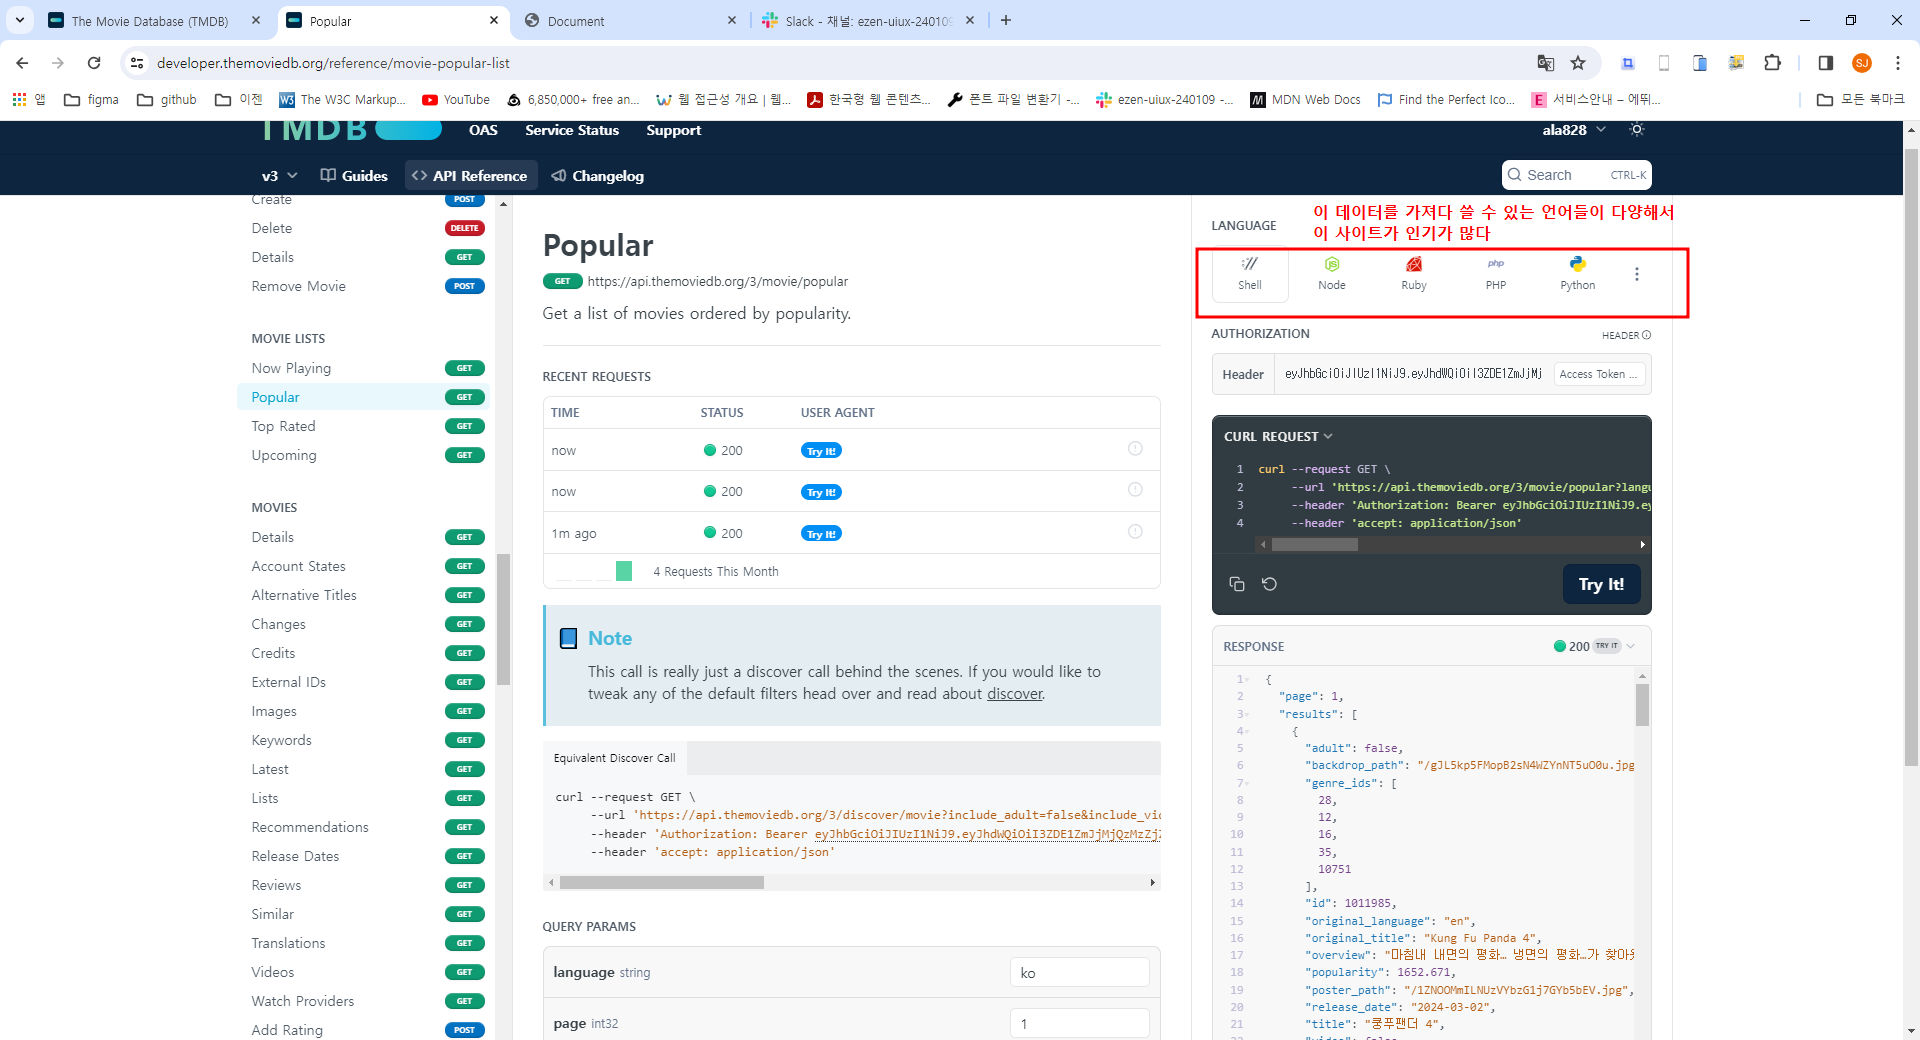 The Movie Database (TMDB)
Popular
Document
Slack - 채널: ezen-uiux-240109
developer.themoviedb.org/reference/movie-popular-list
앱
figma
github
이젠
The W3C Markup...
YouTube
6,850,000+ free an...
웹 접근성 개요 | 웹...
한국형 웹 콘텐츠...
폰트 파일 변환기 -...
ezen-uiux-240109 -...
MDN Web Docs
Find the Perfect Ico...
서비스안내 – 에뛰...
모든 북마크
SJ
TMDB
OAS
Service Status
Support
ala828
v3
Guides
API Reference
Changelog
Search
CTRL-K
Create POST
Delete DELETE
Details GET
Remove Movie POST
MOVIE LISTS
Now Playing GET
Popular GET
Top Rated GET
Upcoming GET
MOVIES
Details GET
Account States GET
Alternative Titles GET
Changes GET
Credits GET
External IDs GET
Images GET
Keywords GET
Latest GET
Lists GET
Recommendations GET
Release Dates GET
Reviews GET
Similar GET
Translations GET
Videos GET
Watch Providers GET
Add Rating POST
Popular
GET https://api.themoviedb.org/3/movie/popular
Get a list of movies ordered by popularity.
RECENT REQUESTS
TIME STATUS USER AGENT
now 200 Try It!
now 200 Try It!
1m ago 200 Try It!
4 Requests This Month
Note
This call is really just a discover call behind the scenes. If you would like to
tweak any of the default filters head over and read about discover.
Equivalent Discover Call
curl --request GET \
--url 'https://api.themoviedb.org/3/discover/movie?include_adult=false&include_vic
--header 'Authorization: Bearer eyJhbGciOiJIUzI1NiJ9.eyJhdWQiOiI3ZDE1ZmJjMjQzMzZj
--header 'accept: application/json'
QUERY PARAMS
language string ko
page int32 1
LANGUAGE
이 데이터를 가져다 쓸 수 있는 언어들이 다양해서
이 사이트가 인기가 많다
Shell
Node
Ruby
php
PHP
Python
AUTHORIZATION
HEADER
Header eyJhbGciOiJIUzI1NiJ9.eyJhdWQiOiI3ZDE1ZmJjMj Access Token ...
CURL REQUEST
1 curl --request GET \
2 --url 'https://api.themoviedb.org/3/movie/popular?langu
3 --header 'Authorization: Bearer eyJhbGciOiJIUzI1NiJ9.ey
4 --header 'accept: application/json'
Try It!
RESPONSE 200 TRY IT
1 {
2 "page": 1,
3 "results": [
4 {
5 "adult": false,
6 "backdrop_path": "/gJL5kp5FMopB2sN4WZYnNT5uO0u.jpg
7 "genre_ids": [
8 28,
9 12,
10 16,
11 35,
12 10751
13 ],
14 "id": 1011985,
15 "original_language": "en",
16 "original_title": "Kung Fu Panda 4",
17 "overview": "마침내 내면의 평화… 냉면의 평화…가 찾아
18 "popularity": 1652.671,
19 "poster_path": "/1ZNOOMmILNUzVYbzG1j7GYb5bEV.jpg",
20 "release_date": "2024-03-02",
21 "title": "쿵푸팬더 4",